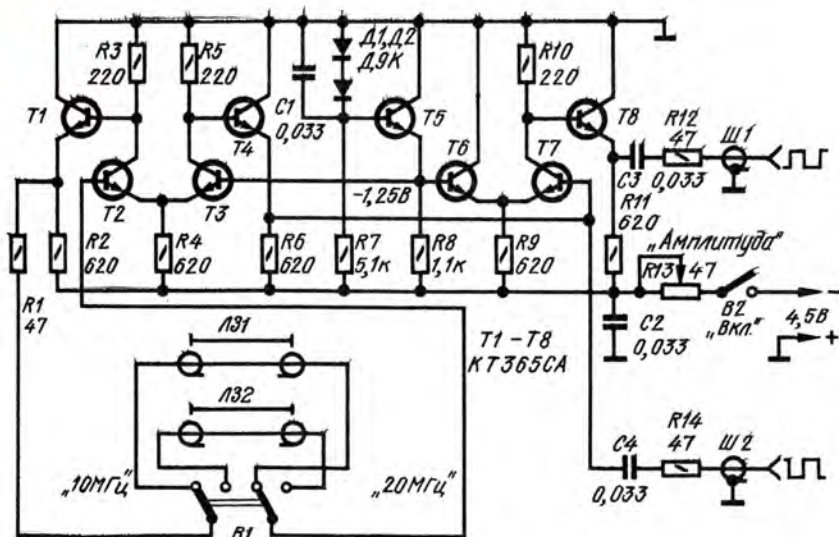 R3
220
R5
220
C1
0,033
Д1,Д2
Д9К
R10
220
T1
T4
T5
T8
R12
47
Ш1
T2
T3
-1,25В
T6
T7
C3
0,033
R11
620
R2
620
R4
620
R6
620
R7
5,1к
R8
1,1к
R9
620
„Амплитуда"
R13
47
R1
47
C2
0,033
В2
„Вкл."
4,5В
–
+
T1 – T8
КТ365СА
ЛЭ1
ЛЭ2
„10МГц"
„20МГц"
В1
C4
0,033
R14
47
Ш2